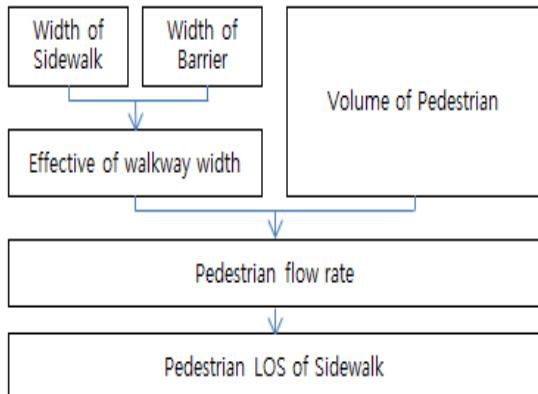 Width of
Sidewalk
Width of
Barrier
Volume of Pedestrian
Effective of walkway width
Pedestrian flow rate
Pedestrian LOS of Sidewalk